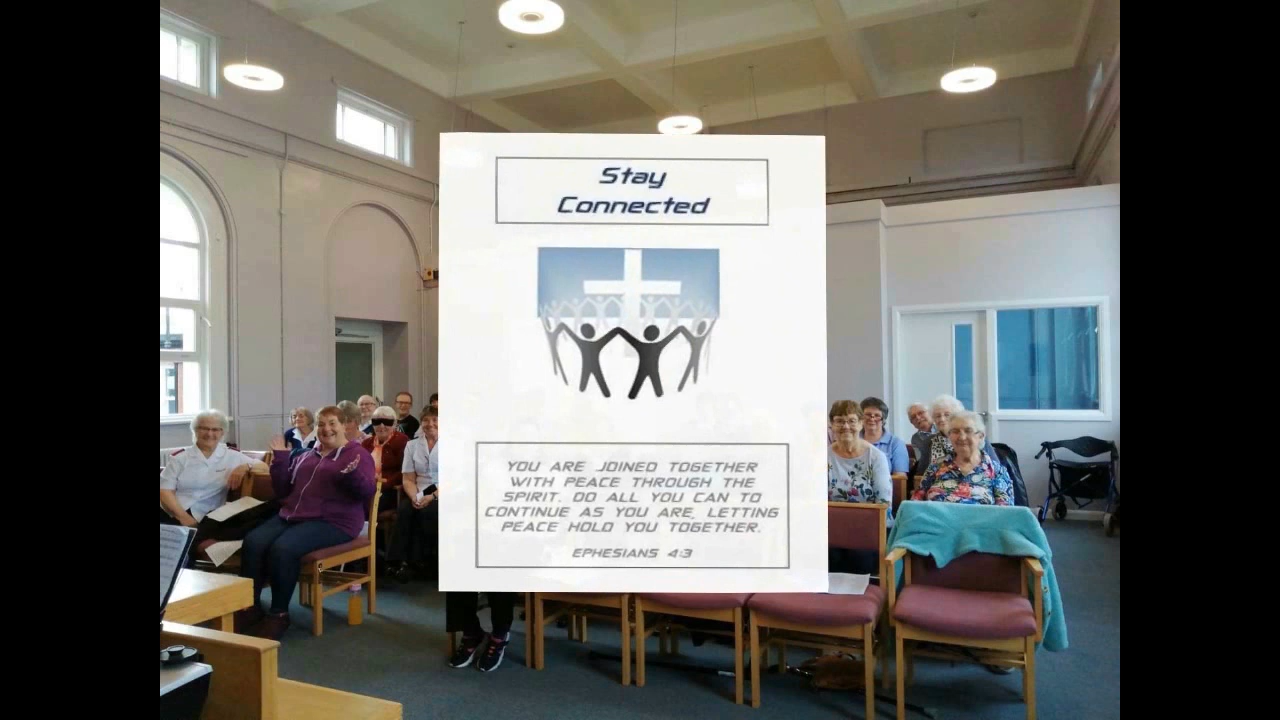 Stay
Connected
YOU ARE JOINED TOGETHER
WITH PEACE THROUGH THE
SPIRIT. DO ALL YOU CAN TO
CONTINUE AS YOU ARE, LETTING
PEACE HOLD YOU TOGETHER.
EPHESIANS 4:3